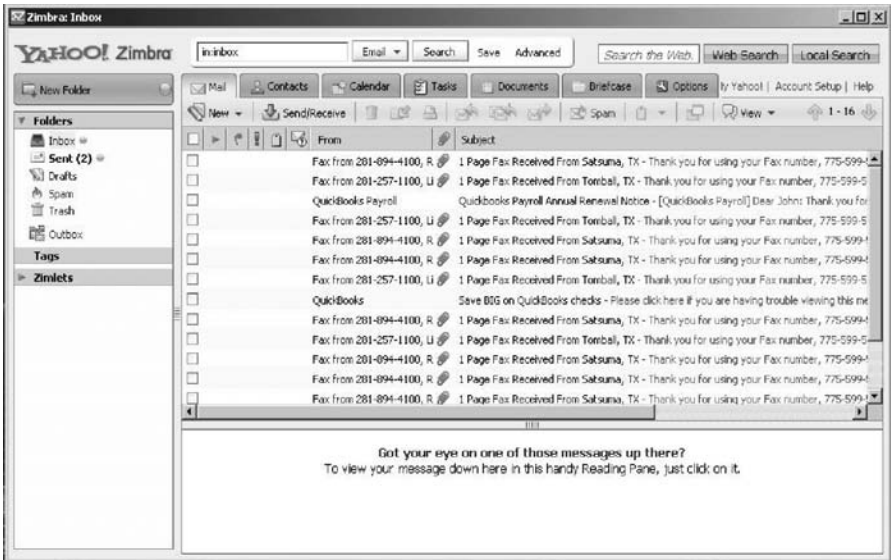 Zimbra: Inbox
YAHOO! Zimbra in:inbox Email Search Save Advanced Search the Web. Web Search Local Search
New Folder Mail Contacts Calendar Tasks Documents Briefcase Options ly Yahoo! | Account Setup | Help
New Send/Receive Spam View 1 - 16
Folders
Inbox
Sent (2)
Drafts
Spam
Trash
Outbox
Tags
Zimlets
From Subject
Fax from 281-894-4100, R 1 Page Fax Received From Satsuma, TX - Thank you for using your Fax number, 775-599-
Fax from 281-257-1100, Li 1 Page Fax Received From Tomball, TX - Thank you for using your Fax number, 775-599-5
QuickBooks Payroll Quickbooks Payroll Annual Renewal Notice - [QuickBooks Payroll] Dear John: Thank you for
Fax from 281-257-1100, Li 1 Page Fax Received From Tomball, TX - Thank you for using your Fax number, 775-599-5
Fax from 281-894-4100, R 1 Page Fax Received From Satsuma, TX - Thank you for using your Fax number, 775-599-
Fax from 281-894-4100, R 1 Page Fax Received From Satsuma, TX - Thank you for using your Fax number, 775-599-
Fax from 281-257-1100, Li 1 Page Fax Received From Tomball, TX - Thank you for using your Fax number, 775-599-5
QuickBooks Save BIG on QuickBooks checks - Please click here if you are having trouble viewing this me
Fax from 281-894-4100, R 1 Page Fax Received From Satsuma, TX - Thank you for using your Fax number, 775-599-
Fax from 281-257-1100, Li 1 Page Fax Received From Tomball, TX - Thank you for using your Fax number, 775-599-5
Fax from 281-894-4100, R 1 Page Fax Received From Satsuma, TX - Thank you for using your Fax number, 775-599-
Fax from 281-894-4100, R 1 Page Fax Received From Satsuma, TX - Thank you for using your Fax number, 775-599-
Fax from 281-894-4100, R 1 Page Fax Received From Satsuma, TX - Thank you for using your Fax number, 775-599-
Got your eye on one of those messages up there?
To view your message down here in this handy Reading Pane, just click on it.